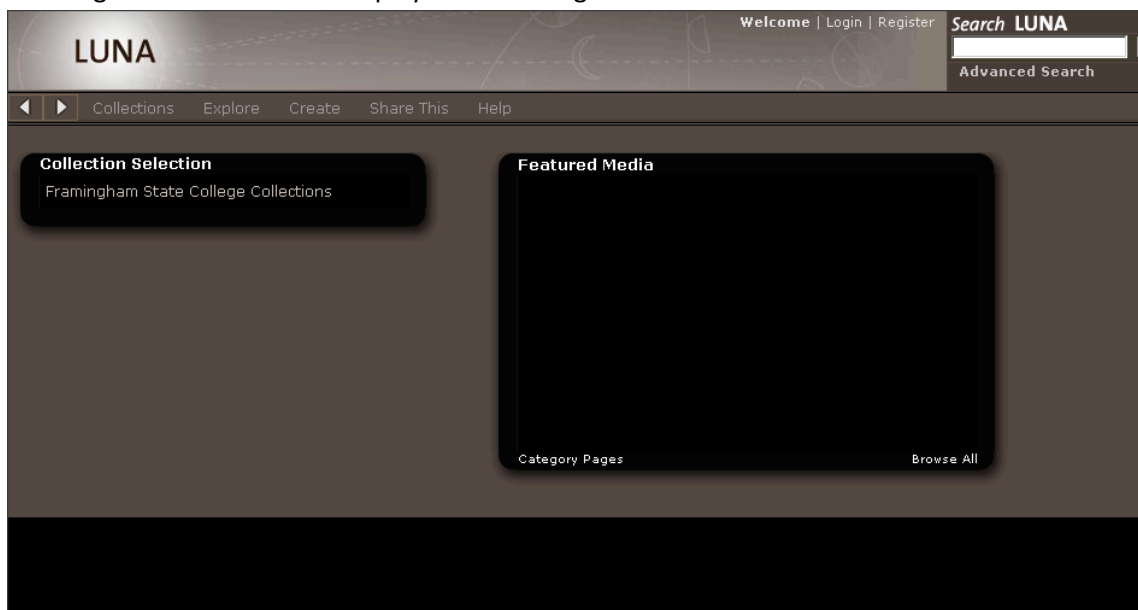 Welcome | Login | Register
Search LUNA
LUNA
Advanced Search
Collections Explore Create Share This Help
Collection Selection
Framingham State College Collections
Featured Media
Category Pages
Browse All